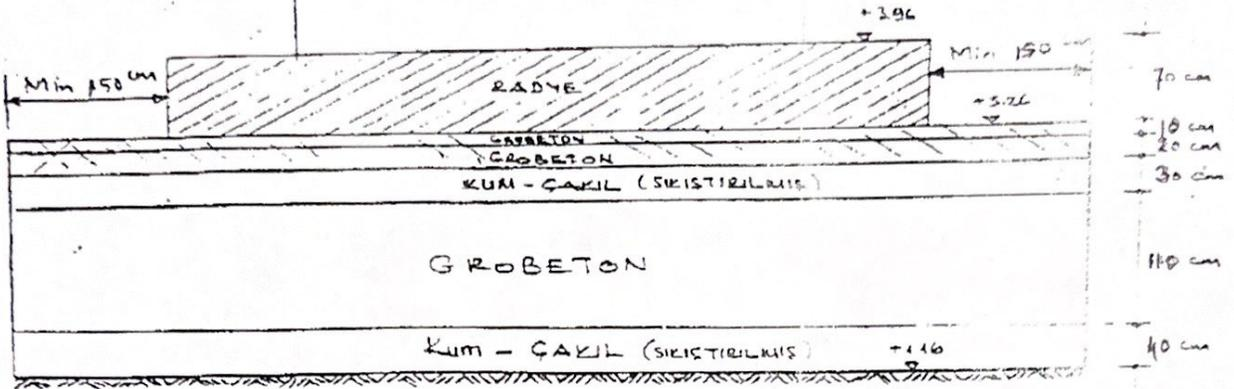 +3.96
Min 150 cm
Min 150
RADYE
70 cm
+3.26
10 cm
GROBETON
20 cm
KUM - ÇAKIL (SIKIŞTIRILMIŞ)
30 cm
GROBETON
110 cm
KUM - ÇAKIL (SIKIŞTIRILMIŞ)
+1.16
40 cm